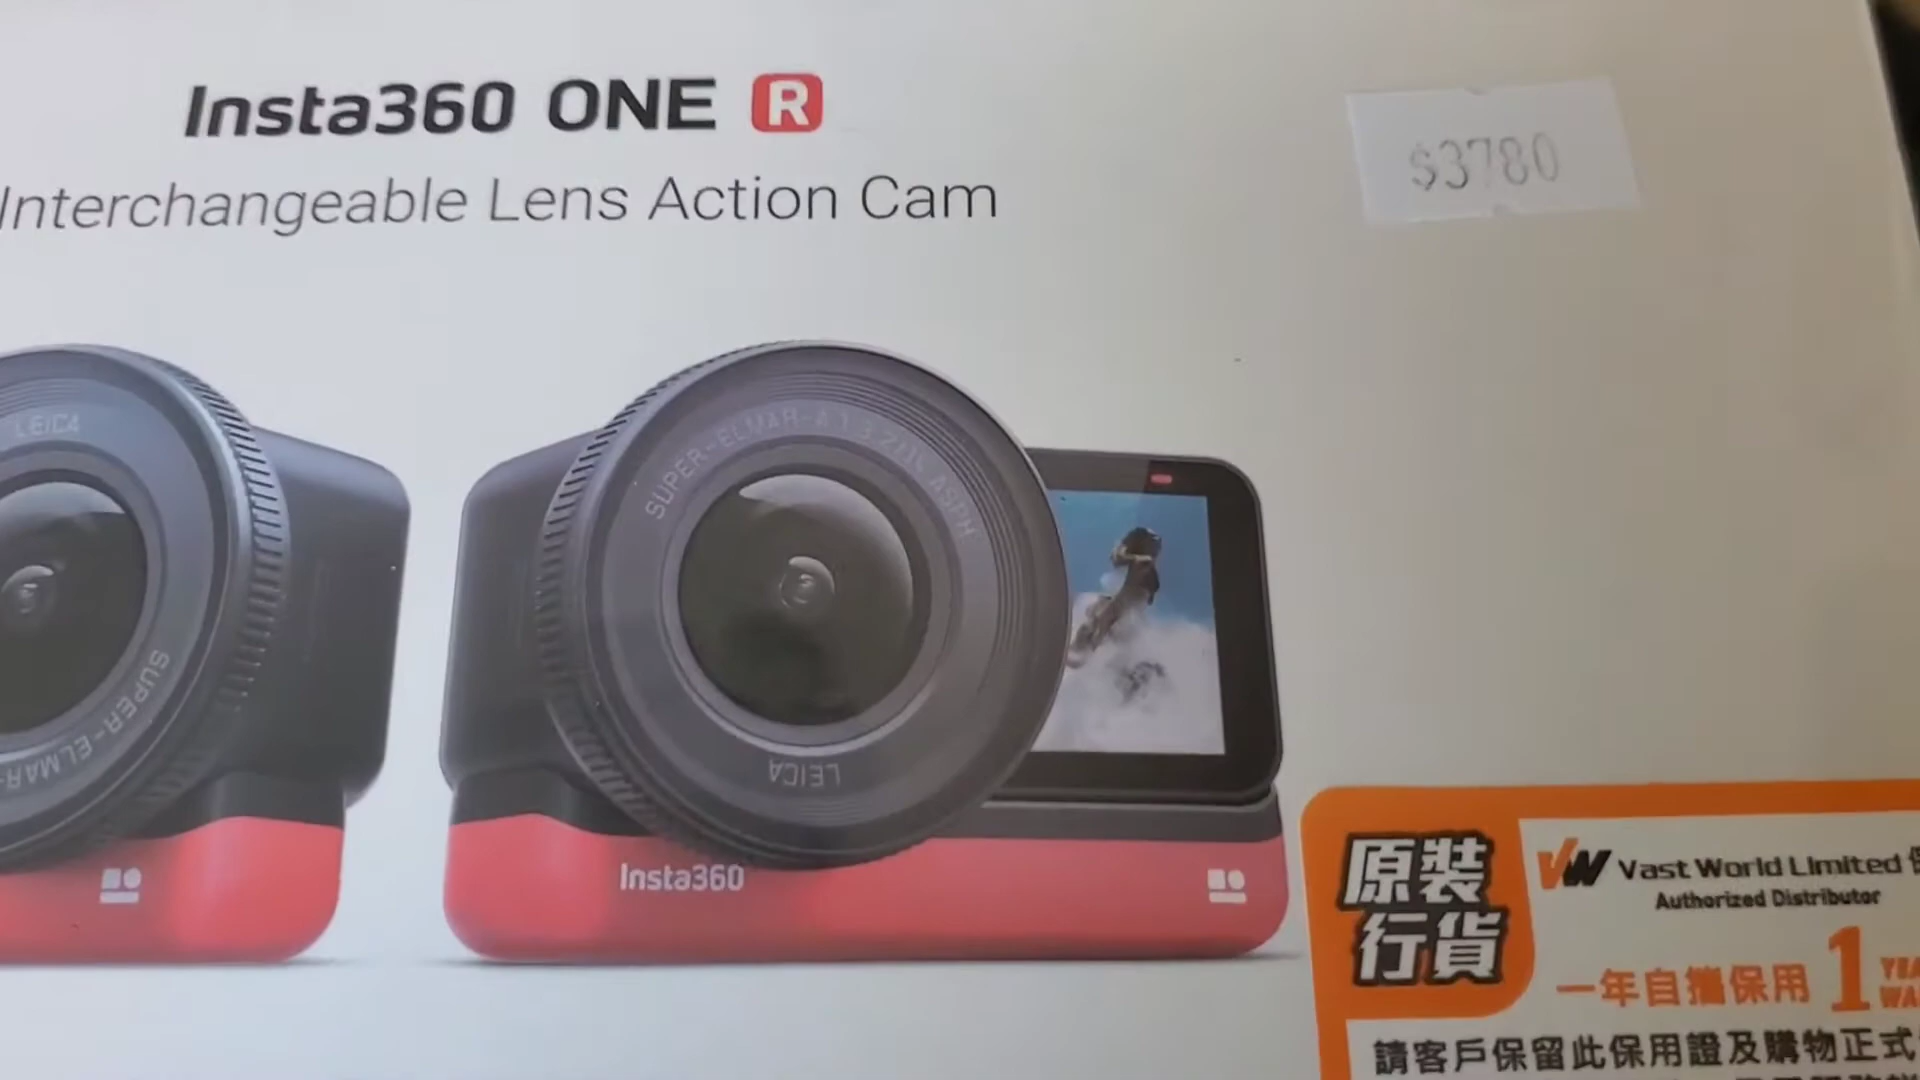 Insta360 ONE R
$3780
Interchangeable Lens Action Cam
LEICA
SUPER-ELMAR-
SUPER-ELMAR-A 1:3.2/14 ASPH
LEICA
Insta360
原裝
行貨
VW Vast World Limited
Authorized Distributor
一年自攜保用 1
請客戶保留此保用證及購物正式